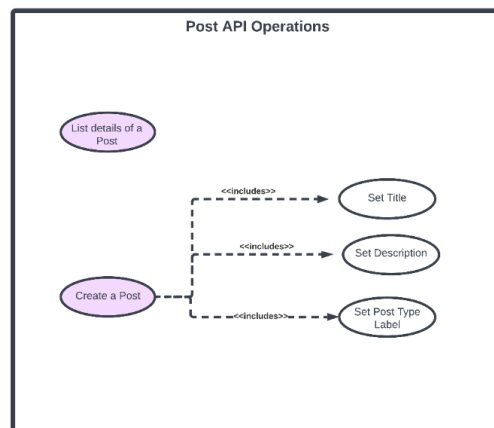 Post API Operations
List details of a
Post
<<includes>>
Set Title
<<includes>>
Set Description
Create a Post
<<includes>>
Set Post Type
Label